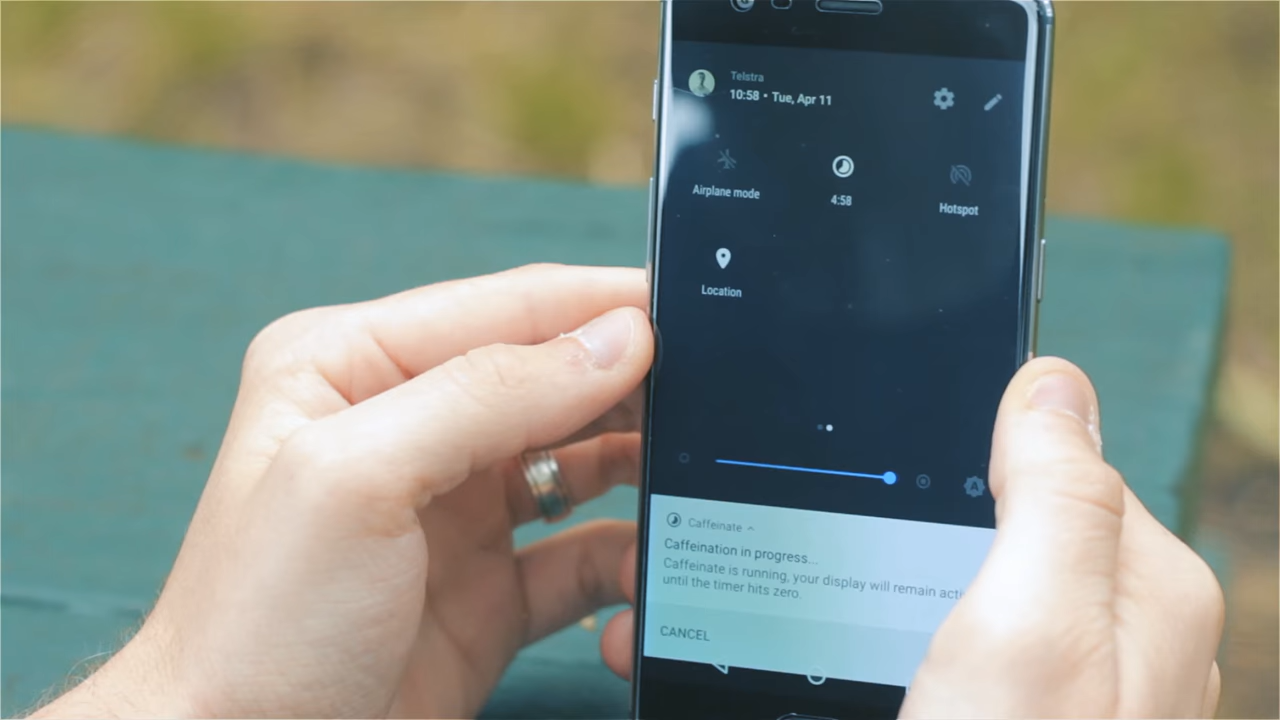 Telstra
10:58 • Tue, Apr 11
Airplane mode
4:58
Hotspot
Location
A
Caffeinate
Caffeination in progress...
Caffeinate is running, your display will remain acti
until the timer hits zero.
CANCEL